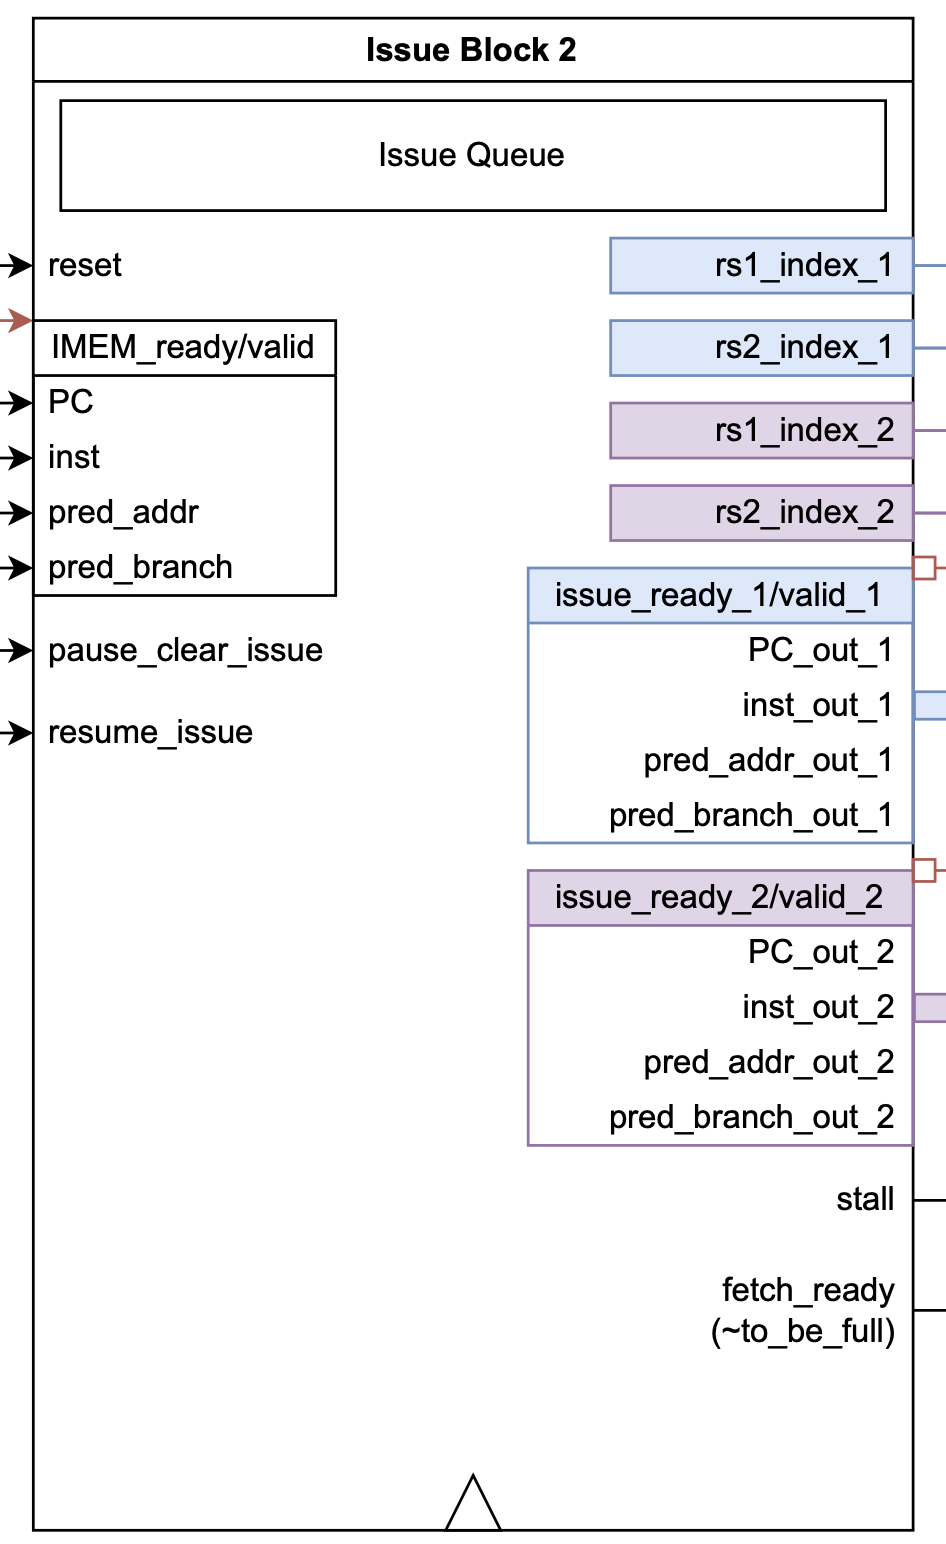 Issue Block 2
Issue Queue
reset
IMEM_ready/valid
PC
inst
pred_addr
pred_branch
pause_clear_issue
resume_issue
rs1_index_1
rs2_index_1
rs1_index_2
rs2_index_2
issue_ready_1/valid_1
PC_out_1
inst_out_1
pred_addr_out_1
pred_branch_out_1
issue_ready_2/valid_2
PC_out_2
inst_out_2
pred_addr_out_2
pred_branch_out_2
stall
fetch_ready
(~to_be_full)